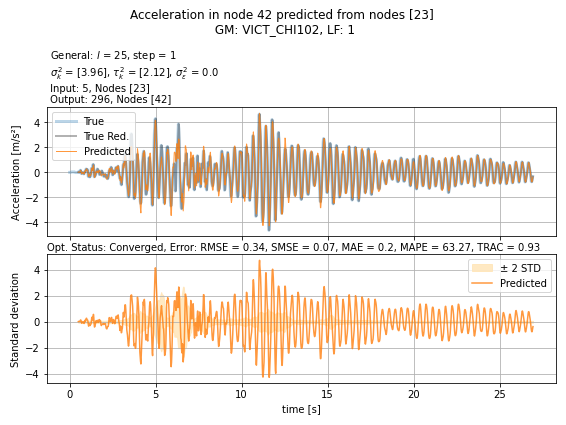 Acceleration in node 42 predicted from nodes [23]
GM: VICT_CHI102, LF: 1
General: l = 25, step = 1
σ²ₖ = [3.96], τ²ₖ = [2.12], σ²ε = 0.0
Input: 5, Nodes [23]
Output: 296, Nodes [42]
Acceleration [m/s²]
4
2
0
−2
−4
True
True Red.
Predicted
Opt. Status: Converged, Error: RMSE = 0.34, SMSE = 0.07, MAE = 0.2, MAPE = 63.27, TRAC = 0.93
Standard deviation
4
2
0
−2
−4
± 2 STD
Predicted
0 5 10 15 20 25
time [s]